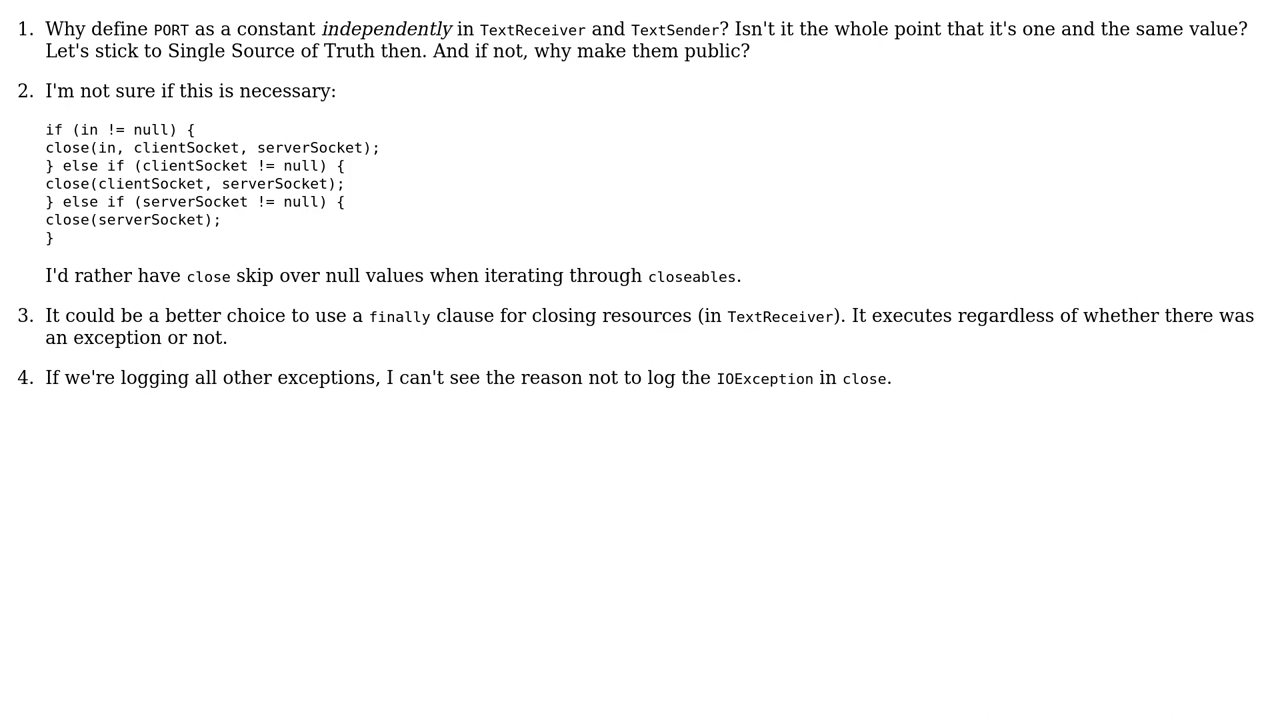 1. Why define PORT as a constant independently in TextReceiver and TextSender? Isn't it the whole point that it's one and the same value?
Let's stick to Single Source of Truth then. And if not, why make them public?
2. I'm not sure if this is necessary:
if (in != null) {
close(in, clientSocket, serverSocket);
} else if (clientSocket != null) {
close(clientSocket, serverSocket);
} else if (serverSocket != null) {
close(serverSocket);
}
I'd rather have close skip over null values when iterating through closeables.
3. It could be a better choice to use a finally clause for closing resources (in TextReceiver). It executes regardless of whether there was
an exception or not.
4. If we're logging all other exceptions, I can't see the reason not to log the IOException in close.